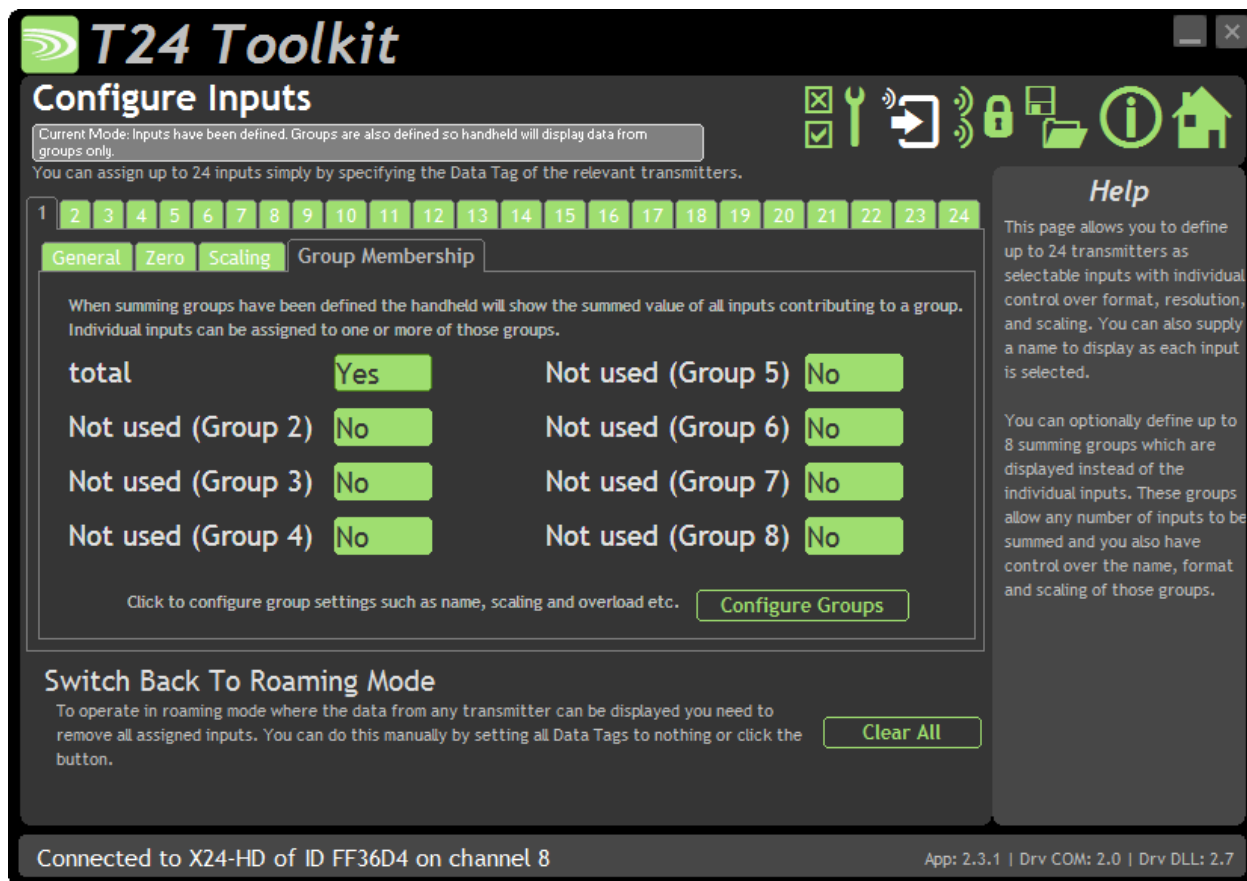 T24 Toolkit
Configure Inputs
Current Mode: Inputs have been defined. Groups are also defined so handheld will display data from
groups only.
You can assign up to 24 inputs simply by specifying the Data Tag of the relevant transmitters.
1 2 3 4 5 6 7 8 9 10 11 12 13 14 15 16 17 18 19 20 21 22 23 24
General Zero Scaling Group Membership
When summing groups have been defined the handheld will show the summed value of all inputs contributing to a group.
Individual inputs can be assigned to one or more of those groups.
total Yes Not used (Group 5) No
Not used (Group 2) No Not used (Group 6) No
Not used (Group 3) No Not used (Group 7) No
Not used (Group 4) No Not used (Group 8) No
Click to configure group settings such as name, scaling and overload etc. Configure Groups
Switch Back To Roaming Mode
To operate in roaming mode where the data from any transmitter can be displayed you need to
remove all assigned inputs. You can do this manually by setting all Data Tags to nothing or click the
button.
Clear All
Help
This page allows you to define
up to 24 transmitters as
selectable inputs with individual
control over format, resolution,
and scaling. You can also supply
a name to display as each input
is selected.
You can optionally define up to
8 summing groups which are
displayed instead of the
individual inputs. These groups
allow any number of inputs to be
summed and you also have
control over the name, format
and scaling of those groups.
Connected to X24-HD of ID FF36D4 on channel 8
App: 2.3.1 | Drv COM: 2.0 | Drv DLL: 2.7